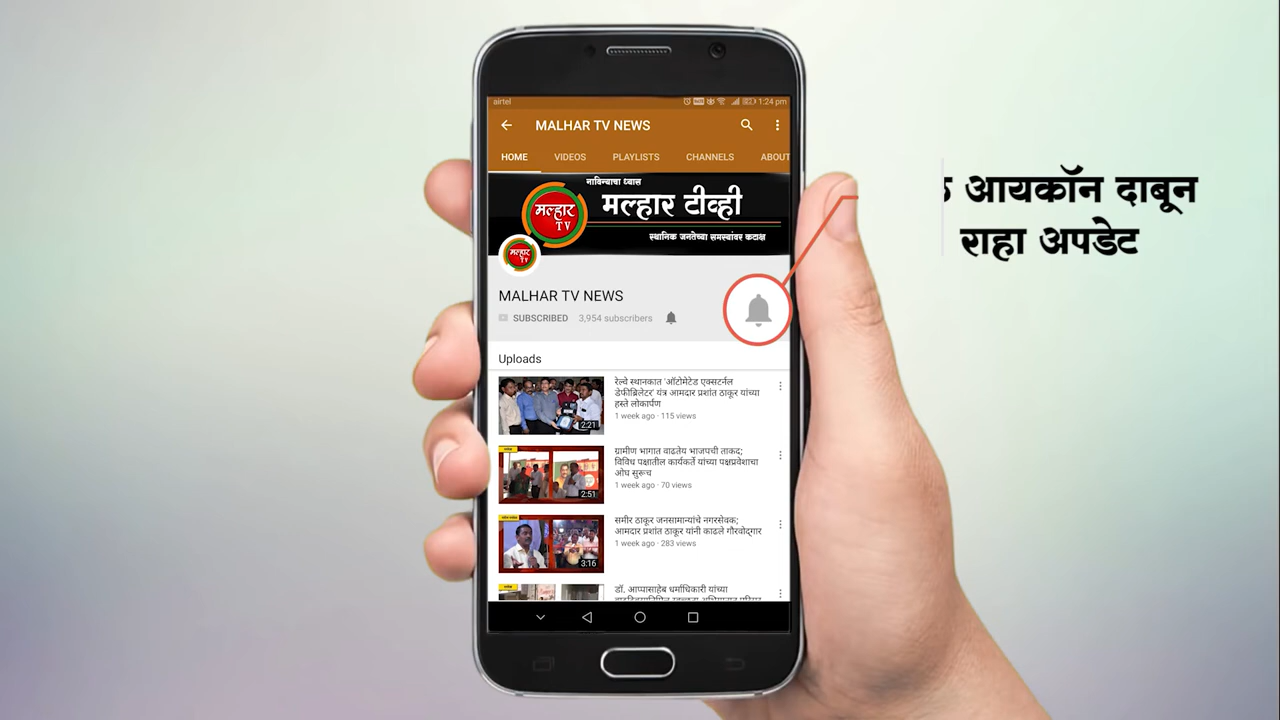 airtel 1:24 pm
MALHAR TV NEWS
HOME VIDEOS PLAYLISTS CHANNELS ABOUT
नाविन्याचा ध्यास
मल्हार टीव्ही
मल्हार
TV
स्थानिक जनतेच्या समस्यांवर कटाक्ष
मल्हार
TV
MALHAR TV NEWS
SUBSCRIBED 3,954 subscribers
आयकॉन दाबून
राहा अपडेट
Uploads
रेल्वे स्थानकात 'ऑटोमेटेड एक्सटर्नल
डेफीब्रिलेटर' यंत्र आमदार प्रशांत ठाकूर यांच्या
हस्ते लोकार्पण
1 week ago · 115 views
2:21
ग्रामीण भागात वाढतेय भाजपची ताकद;
विविध पक्षातील कार्यकर्ते यांच्या पक्षप्रवेशाचा
ओघ सुरूच
1 week ago · 70 views
2:51
समीर ठाकूर जनसामान्यांचे नगरसेवक;
आमदार प्रशांत ठाकूर यांनी काढले गौरवोद्गार
1 week ago · 283 views
3:16
डॉ. आप्पासाहेब धर्माधिकारी यांच्या